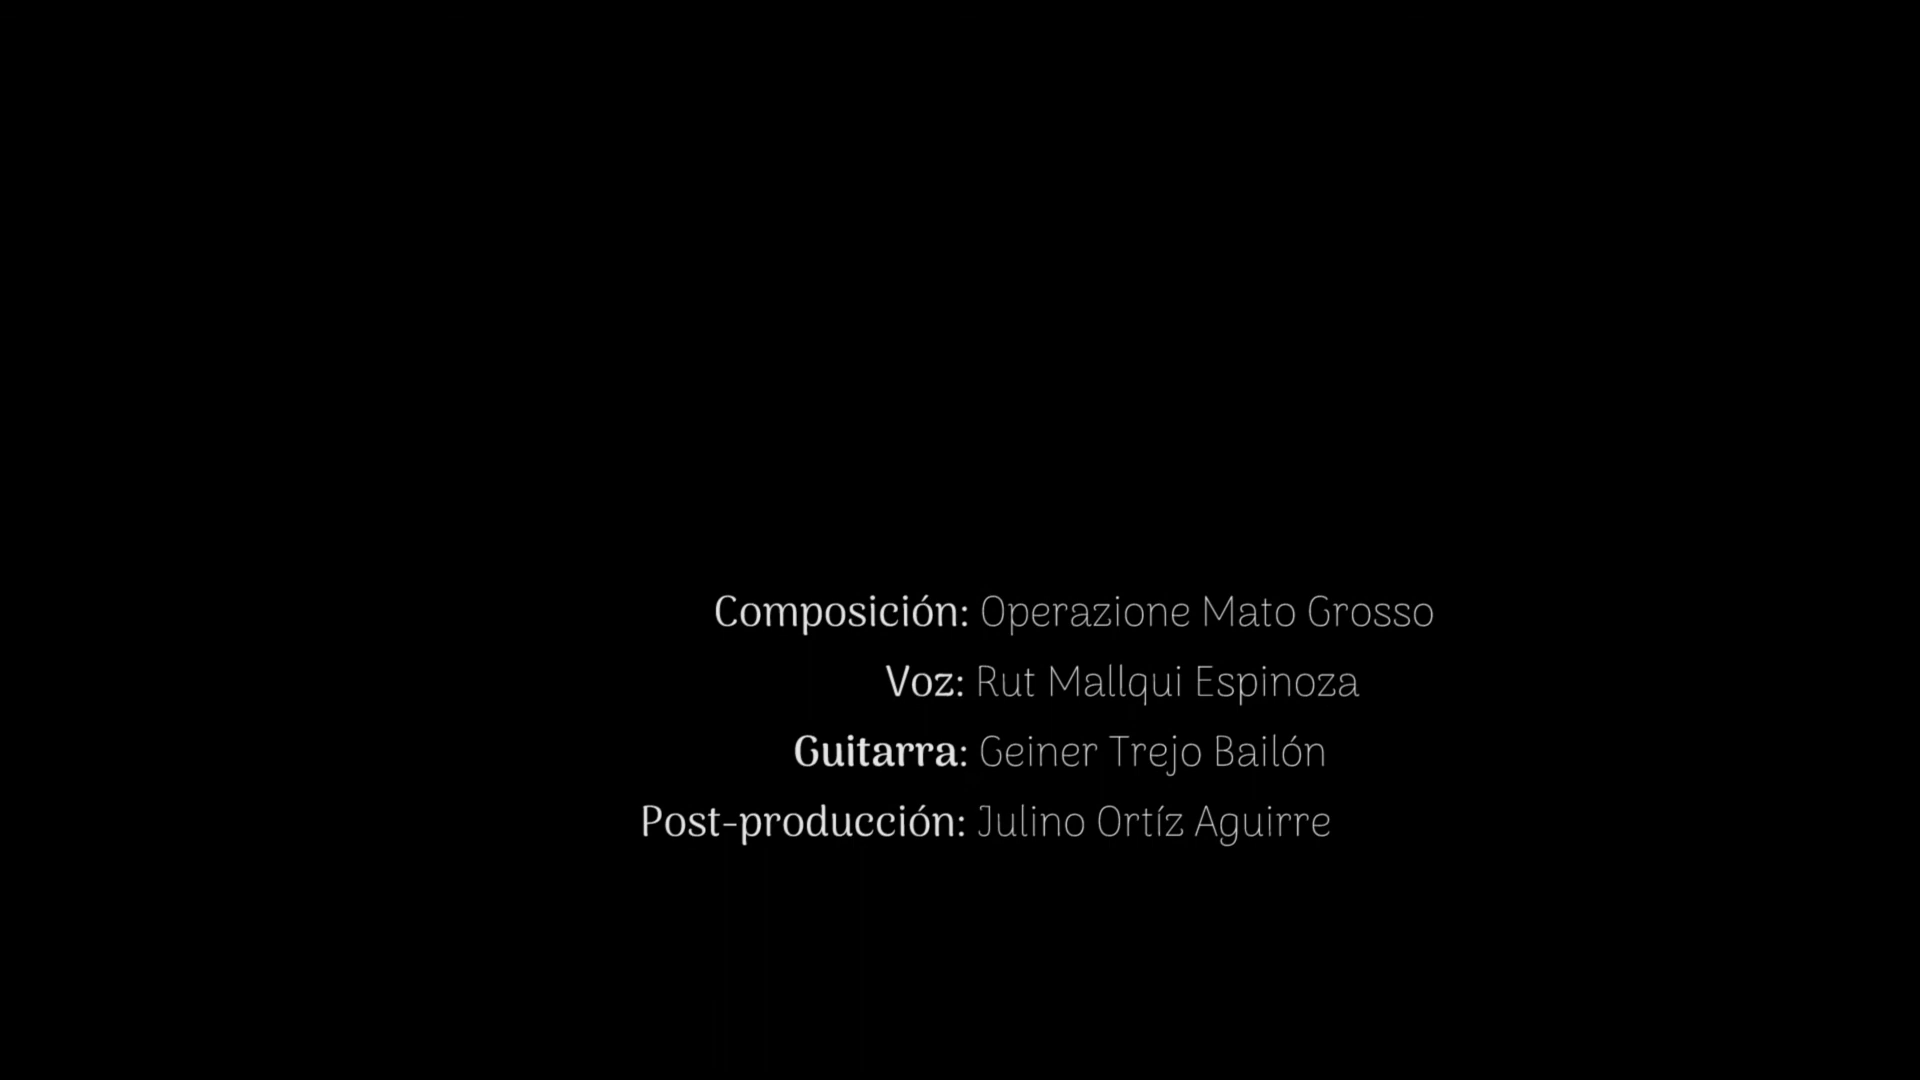 Composición: Operazione Mato Grosso
Voz: Rut Mallqui Espinoza
Guitarra: Geiner Trejo Bailón
Post-producción: Julino Ortíz Aguirre